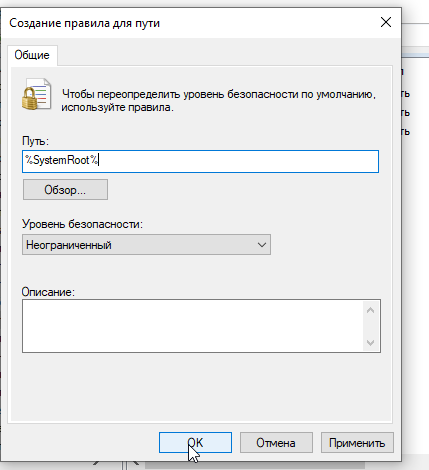 Создание правила для пути
Общие
Чтобы переопределить уровень безопасности по умолчанию,
используйте правила.
Путь:
%SystemRoot%
Обзор...
Уровень безопасности:
Неограниченный
Описание:
OK
Отмена
Применить